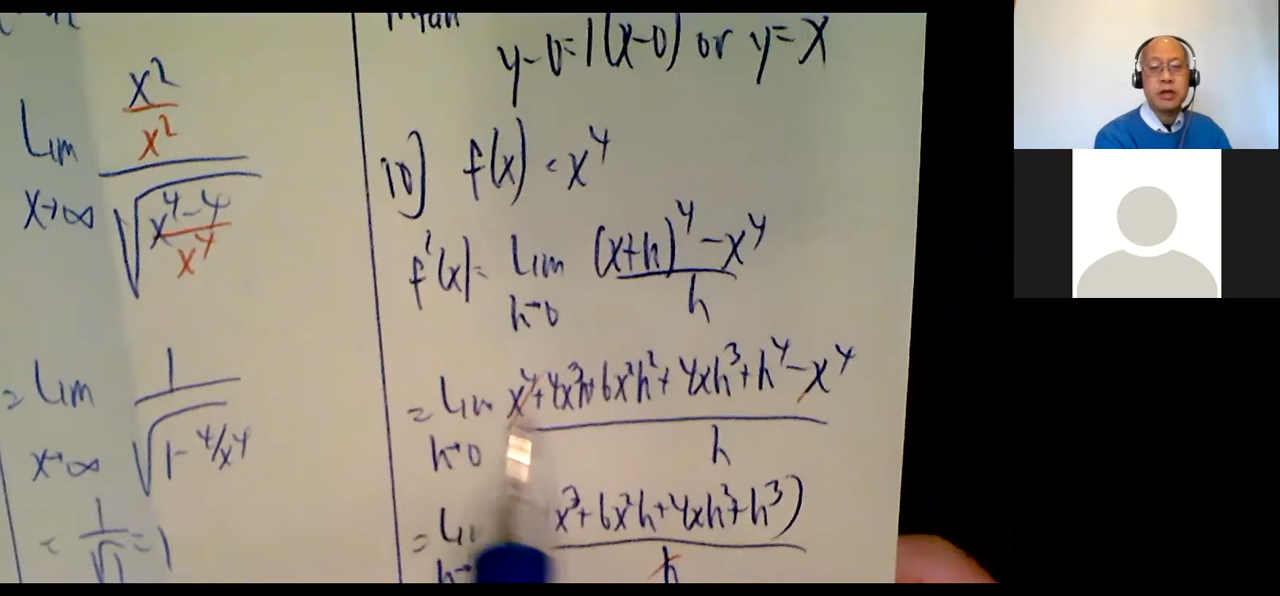 Lim x²/x²
x→∞ √(x⁴-4/x⁴)
= Lim 1
x→∞ √(1-4/x⁴)
= 1/√1 = 1
y-0=1(x-0) or y=x
10) f(x) = x⁴
f'(x)= Lim (x+h)⁴-x⁴
h→0 h
= Lim x⁴+4x³h+6x²h²+4xh³+h⁴-x⁴
h→0 h
= x³+6x²h+4xh²+h³)
h